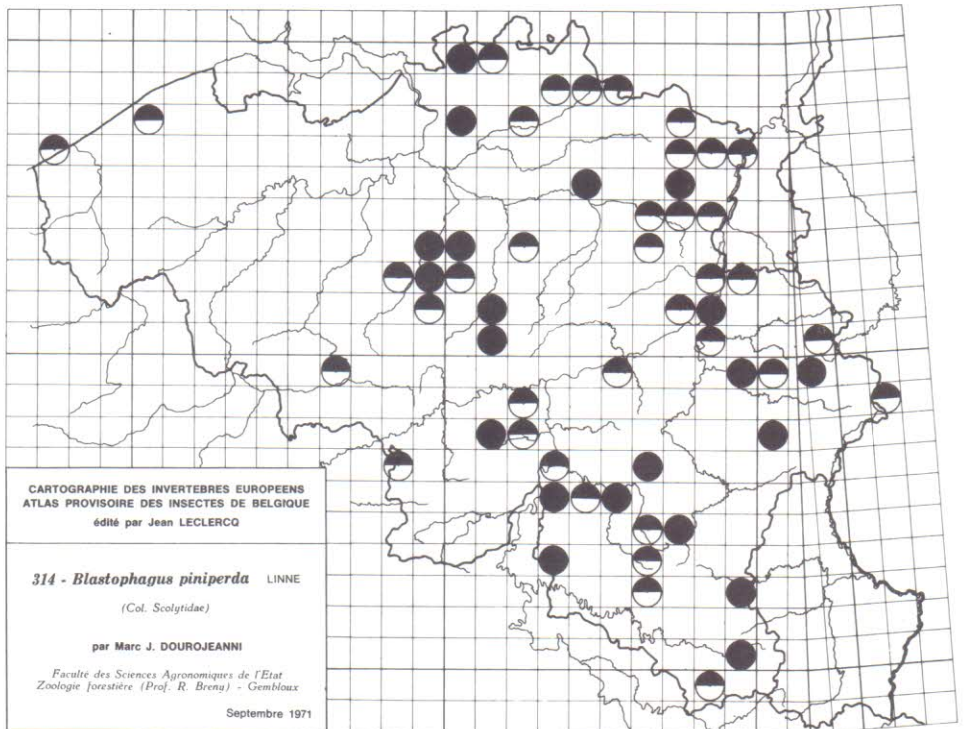 CARTOGRAPHIE DES INVERTEBRES EUROPEENS
ATLAS PROVISOIRE DES INSECTES DE BELGIQUE
édité par Jean LECLERCQ
314 - Blastophagus piniperda LINNE
(Col. Scolytidae)
par Marc J. DOUROJEANNI
Faculté des Sciences Agronomiques de l'Etat
Zoologie forestière (Prof. R. Breny) - Gembloux
Septembre 1971